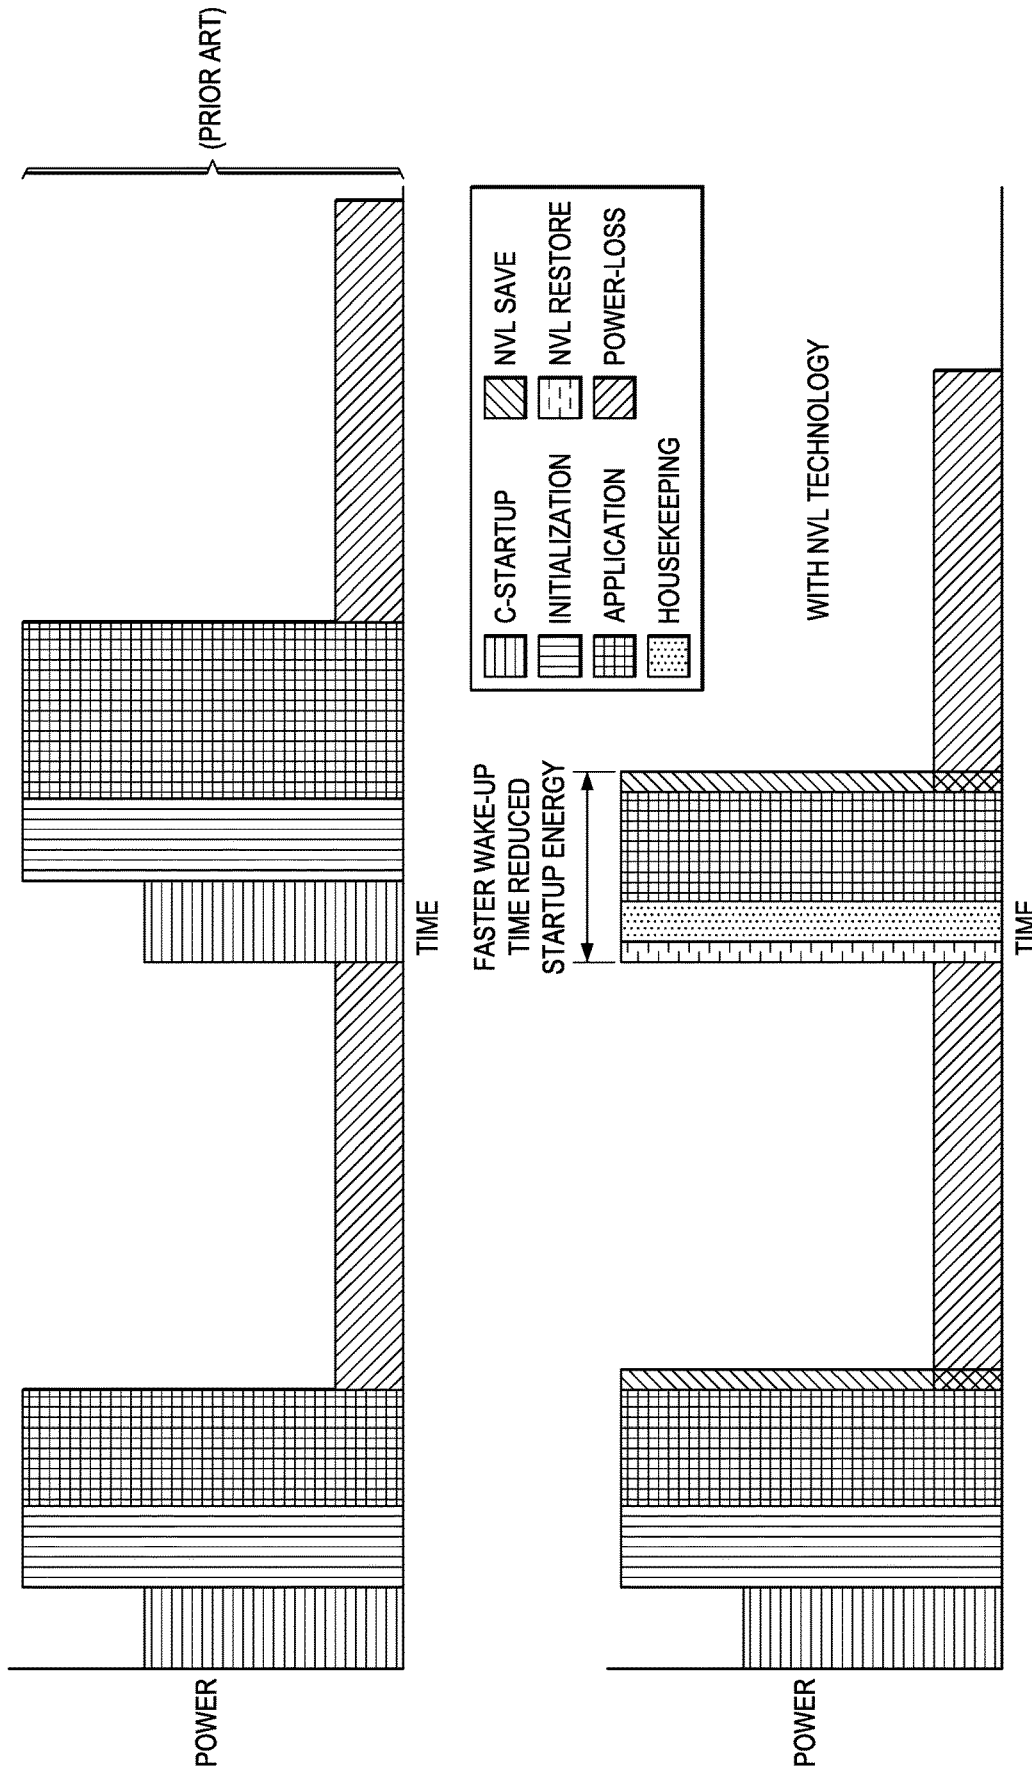 POWER
TIME
(PRIOR ART)
FASTER WAKE-UP
TIME REDUCED
STARTUP ENERGY
C-STARTUP
INITIALIZATION
APPLICATION
HOUSEKEEPING
NVL SAVE
NVL RESTORE
POWER-LOSS
WITH NVL TECHNOLOGY
POWER
TIME